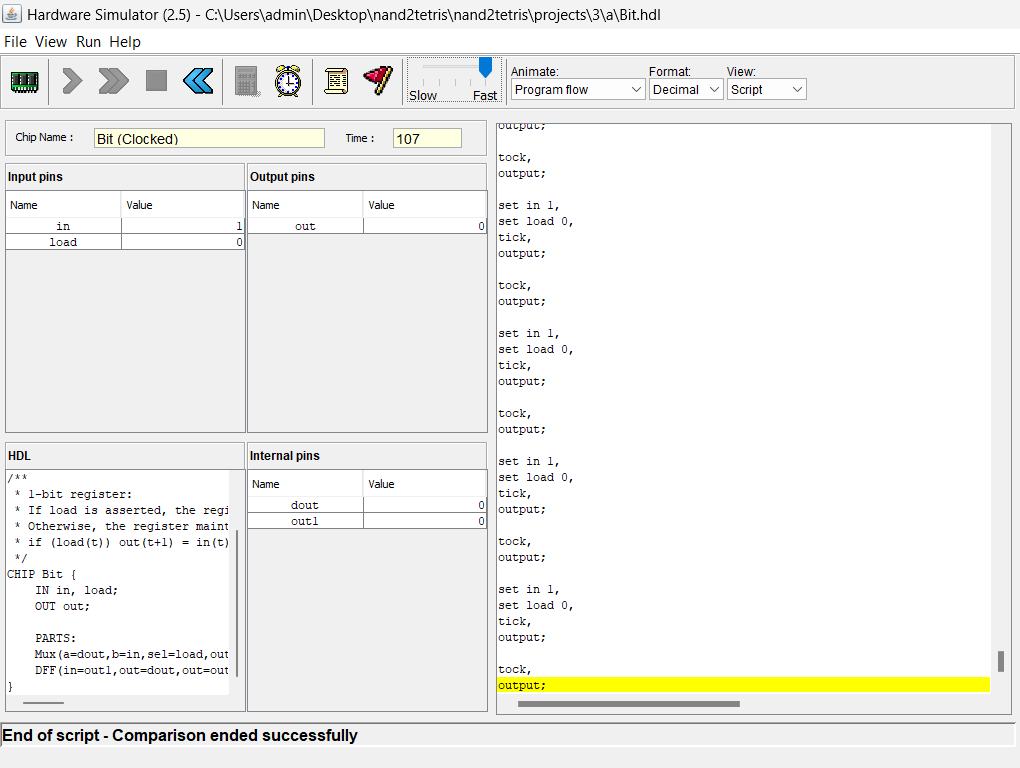 Hardware Simulator (2.5) - C:\Users\admin\Desktop\nand2tetris\nand2tetris\projects\3\a\Bit.hdl
File View Run Help
Slow Fast
Animate: Format: View:
Program flow Decimal Script
Chip Name : Bit (Clocked) Time : 107
Input pins
Name Value
in 1
load 0
Output pins
Name Value
out 0
HDL
/**
* 1-bit register:
* If load is asserted, the regi
* Otherwise, the register maint
* if (load(t)) out(t+1) = in(t)
*/
CHIP Bit {
IN in, load;
OUT out;
PARTS:
Mux(a=dout,b=in,sel=load,out
DFF(in=out1,out=dout,out=out
}
Internal pins
Name Value
dout 0
out1 0
output;
tock,
output;
set in 1,
set load 0,
tick,
output;
tock,
output;
set in 1,
set load 0,
tick,
output;
tock,
output;
set in 1,
set load 0,
tick,
output;
tock,
output;
set in 1,
set load 0,
tick,
output;
tock,
output;
End of script - Comparison ended successfully